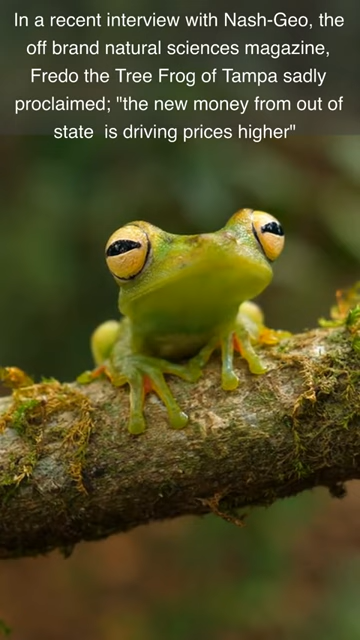 In a recent interview with Nash-Geo, the
off brand natural sciences magazine,
Fredo the Tree Frog of Tampa sadly
proclaimed; "the new money from out of
state  is driving prices higher"